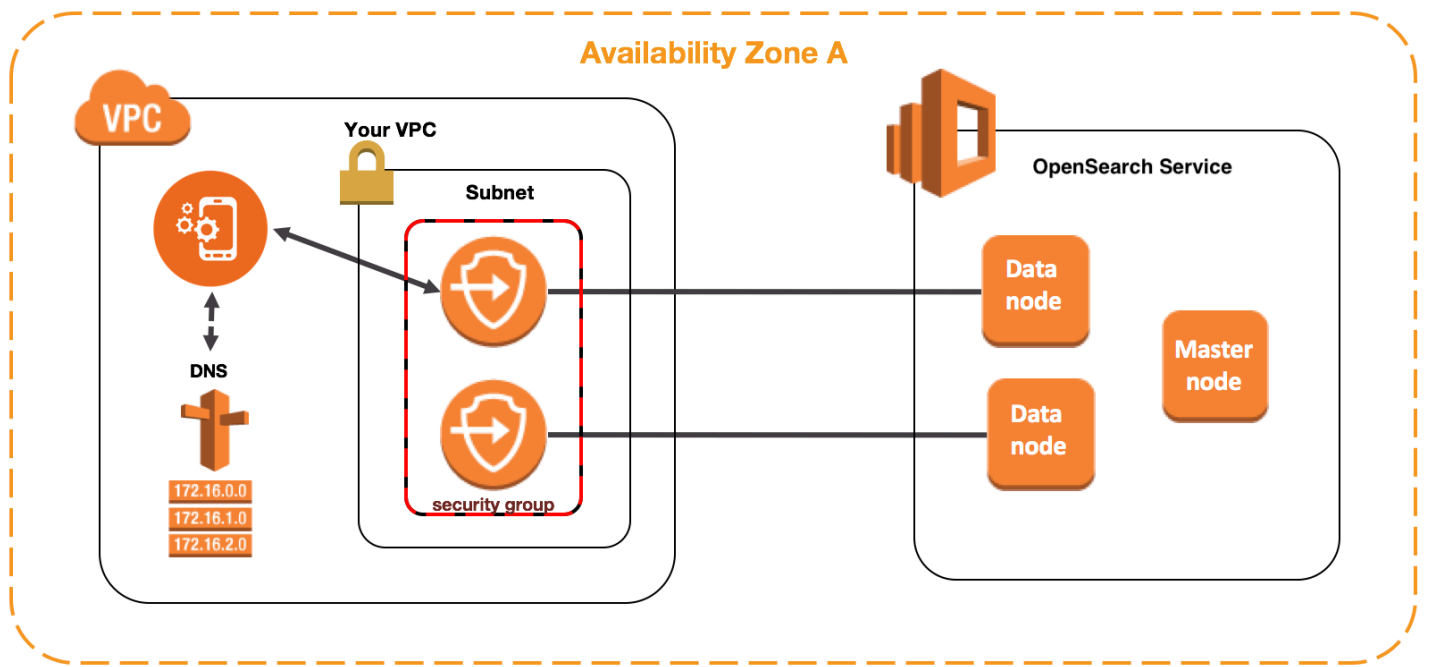 Availability Zone A
VPC
Your VPC
Subnet
security group
DNS
172.16.0.0
172.16.1.0
172.16.2.0
OpenSearch Service
Data
node
Data
node
Master
node